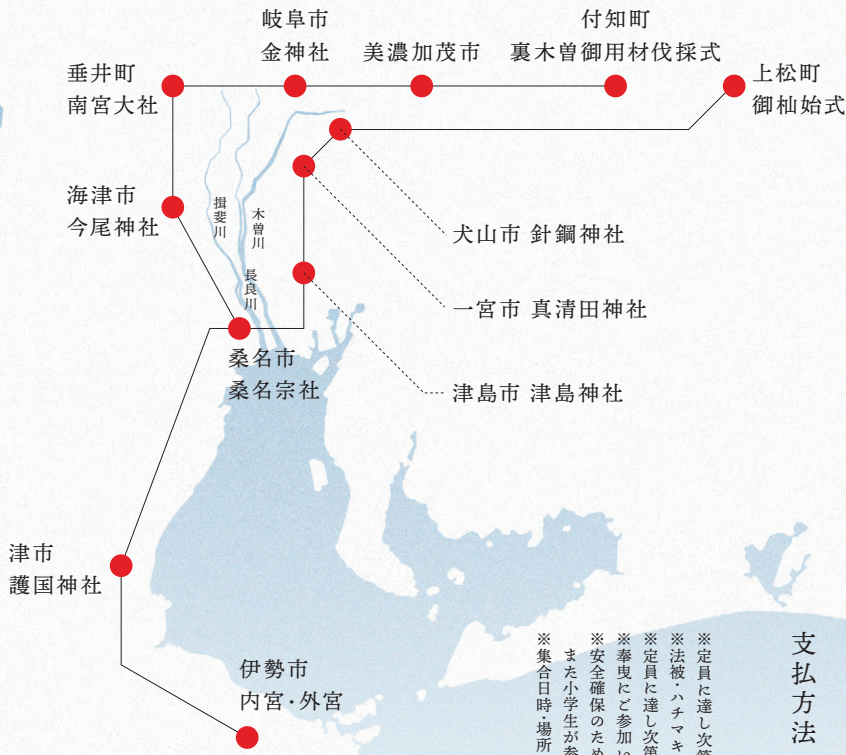 岐阜市
金神社
美濃加茂市
付知町
裏木曽御用材伐採式
上松町
御杣始式
垂井町
南宮大社
海津市
今尾神社
揖斐川
木曽川
長良川
犬山市 針鋼神社
一宮市 真清田神社
津島市 津島神社
桑名市
桑名宗社
津市
護国神社
伊勢市
内宮・外宮
支払方法
※定員に達し次第
※法被・ハチマキ
※定員に達し次第
※奉曳にご参加い
※安全確保のため
また小学生が参
※集合日時・場所